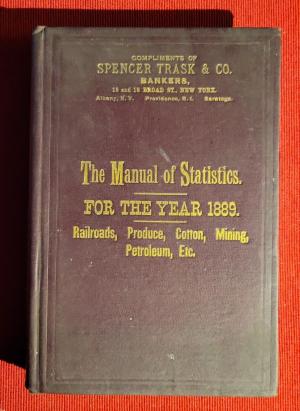 COMPLIMENTS OF
SPENCER TRASK & CO.
BANKERS,
16 and 18 BROAD ST., NEW YORK.
Albany, N.Y. Providence, R.I. Saratoga.
The Manual of Statistics.
FOR THE YEAR 1889.
Railroads, Produce, Cotton, Mining,
Petroleum, Etc.